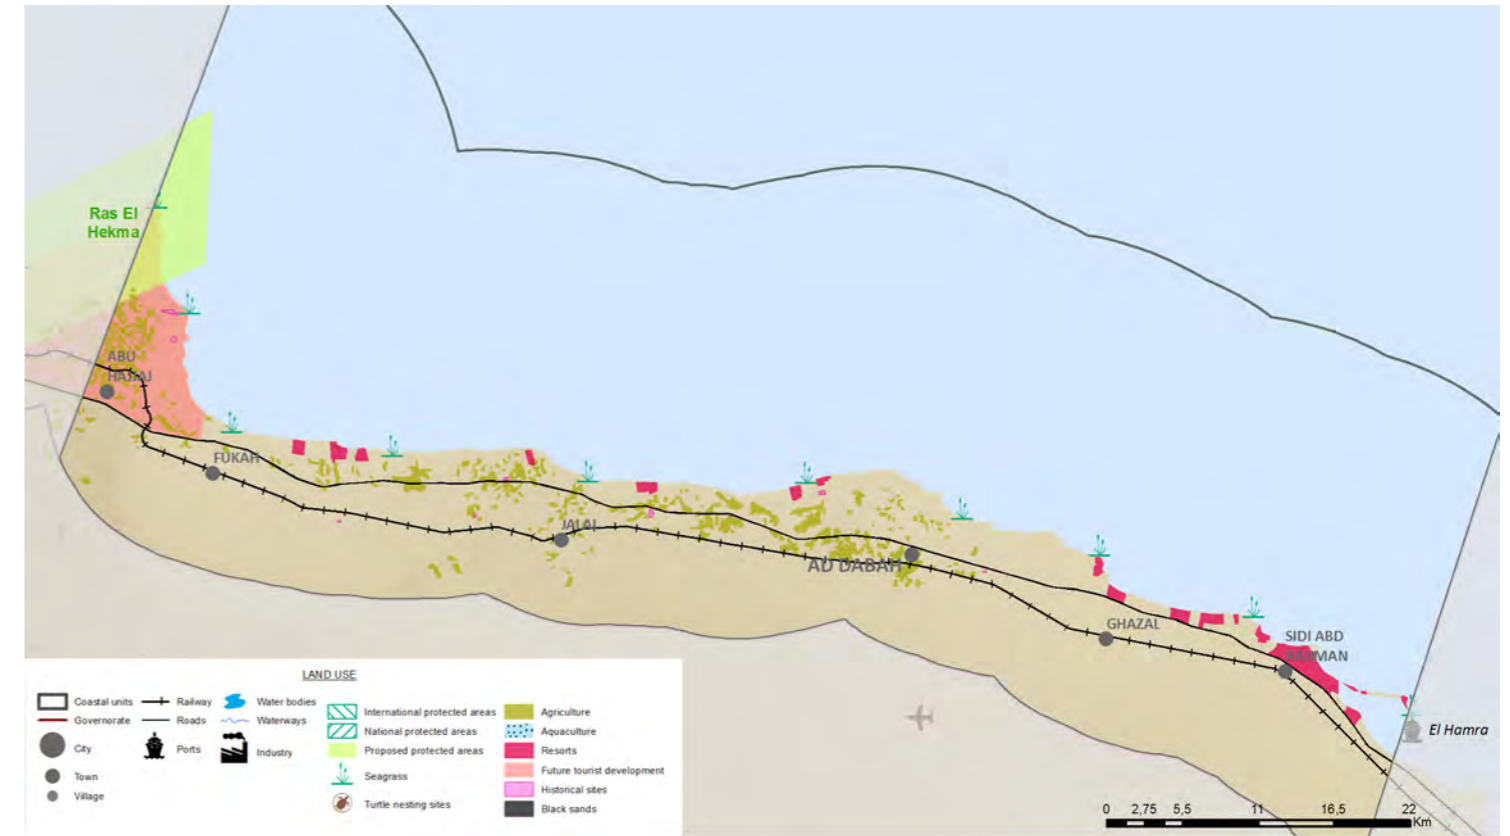 Ras El
Hekma
ABU
HAJJAJ
FUKAH
JALAL
AD DABAH
GHAZAL
SIDI ABD
RAHMAN
El Hamra
LAND USE
Coastal units
Governorate
City
Town
Village
Railway
Roads
Ports
Water bodies
Waterways
Industry
International protected areas
National protected areas
Proposed protected areas
Seagrass
Turtle nesting sites
Agriculture
Aquaculture
Resorts
Future tourist development
Historical sites
Black sands
0 2,75 5,5 11 16,5 22
Km